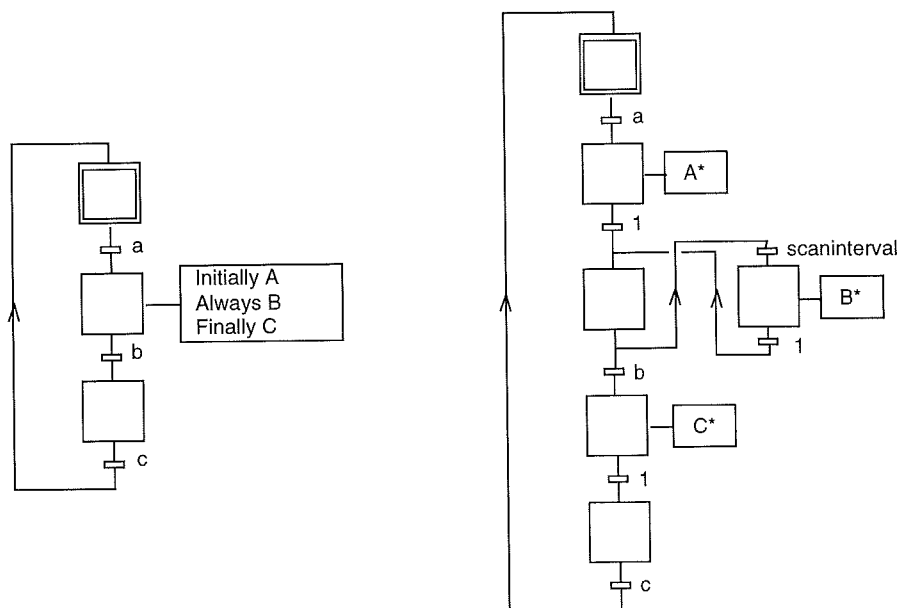 a
Initially A
Always B
Finally C
b
c
a
A*
1
scaninterval
B*
1
b
C*
1
c